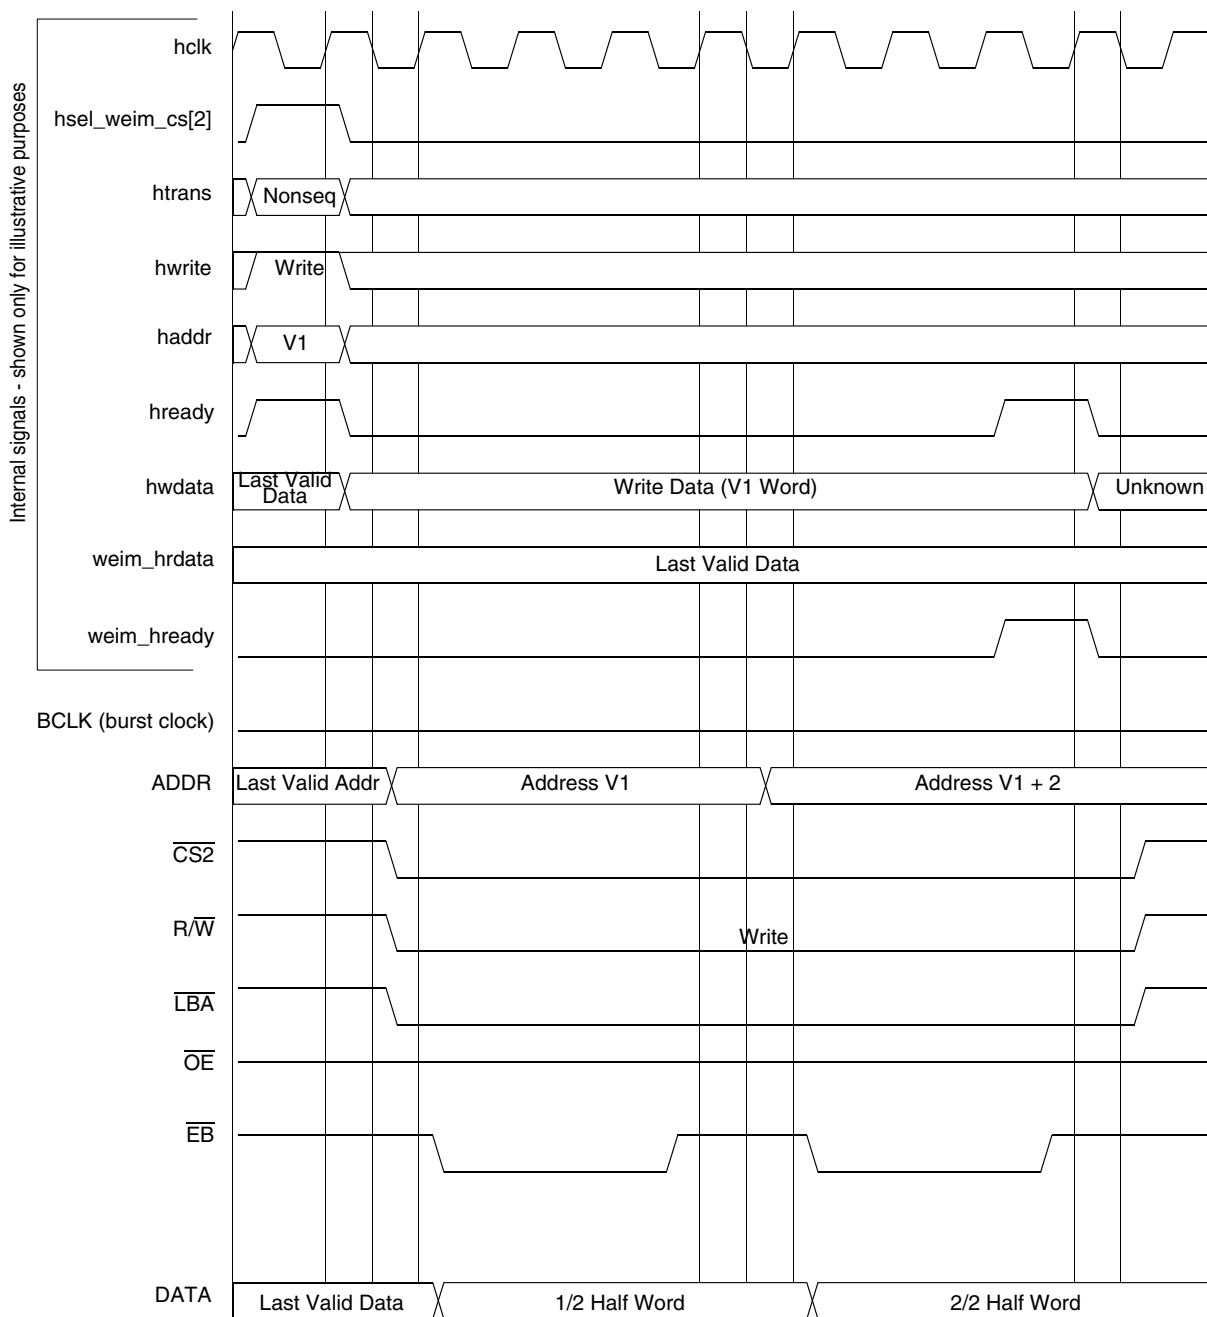 Internal signals - shown only for illustrative purposes
hclk
hsel_weim_cs[2]
htrans
Nonseq
hwrite
Write
haddr
V1
hready
hwdata
Last Valid
Data
Write Data (V1 Word)
Unknown
weim_hrdata
Last Valid Data
weim_hready
BCLK (burst clock)
ADDR
Last Valid Addr
Address V1
Address V1 + 2
CS2
R/W
Write
LBA
OE
EB
DATA
Last Valid Data
1/2 Half Word
2/2 Half Word